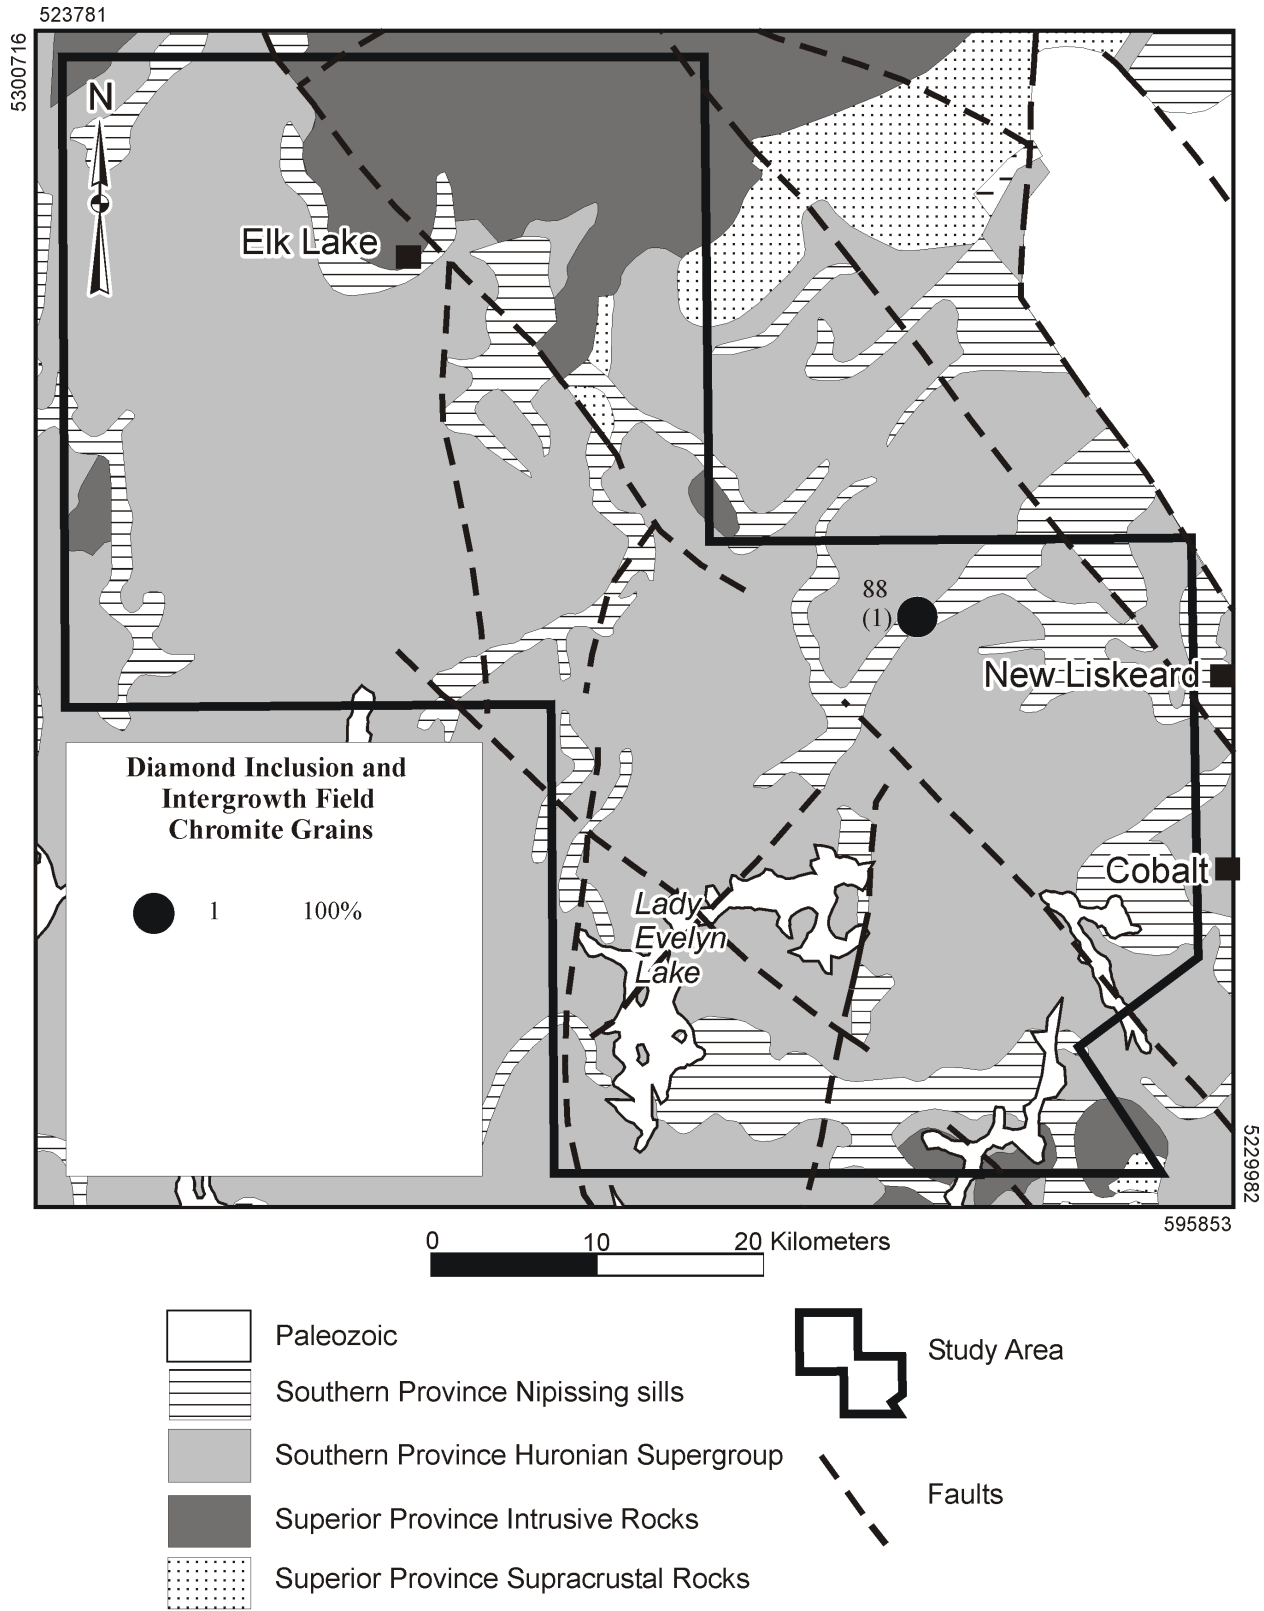 523781
5300716
N
Elk Lake
88
(1)
New Liskeard
Diamond Inclusion and
Intergrowth Field
Chromite Grains
1 100%
Cobalt
Lady
Evelyn
Lake
5229982
595853
0 10 20 Kilometers
Paleozoic
Southern Province Nipissing sills
Southern Province Huronian Supergroup
Superior Province Intrusive Rocks
Superior Province Supracrustal Rocks
Study Area
Faults